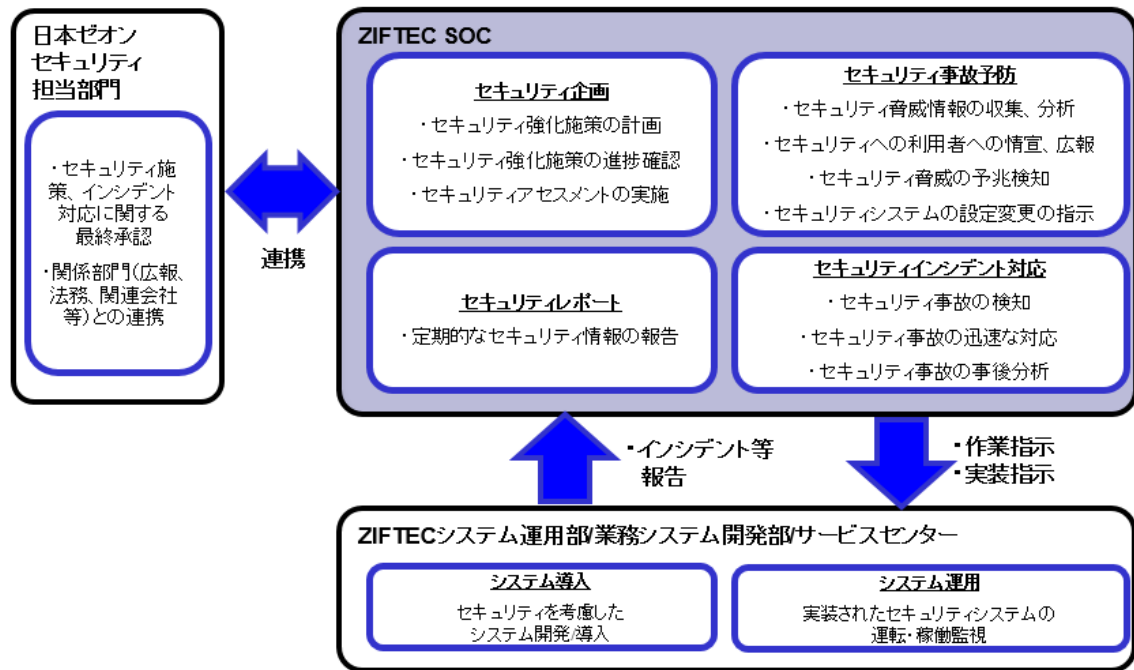 日本ゼオン
セキュリティ
担当部門
・セキュリティ施
策、インシデント
対応に関する
最終承認
・関係部門(広報、
法務、関連会社
等)との連携
連携
ZIFTEC SOC
セキュリティ企画
・セキュリティ強化施策の計画
・セキュリティ強化施策の進捗確認
・セキュリティアセスメントの実施
セキュリティ事故予防
・セキュリティ脅威情報の収集、分析
・セキュリティへの利用者への情宣、広報
・セキュリティ脅威の予兆検知
・セキュリティシステムの設定変更の指示
セキュリティレポート
・定期的なセキュリティ情報の報告
セキュリティインシデント対応
・セキュリティ事故の検知
・セキュリティ事故の迅速な対応
・セキュリティ事故の事後分析
・インシデント等
報告
・作業指示
・実装指示
ZIFTECシステム運用部/業務システム開発部/サービスセンター
システム導入
セキュリティを考慮した
システム開発/導入
システム運用
実装されたセキュリティシステムの
運転・稼働監視